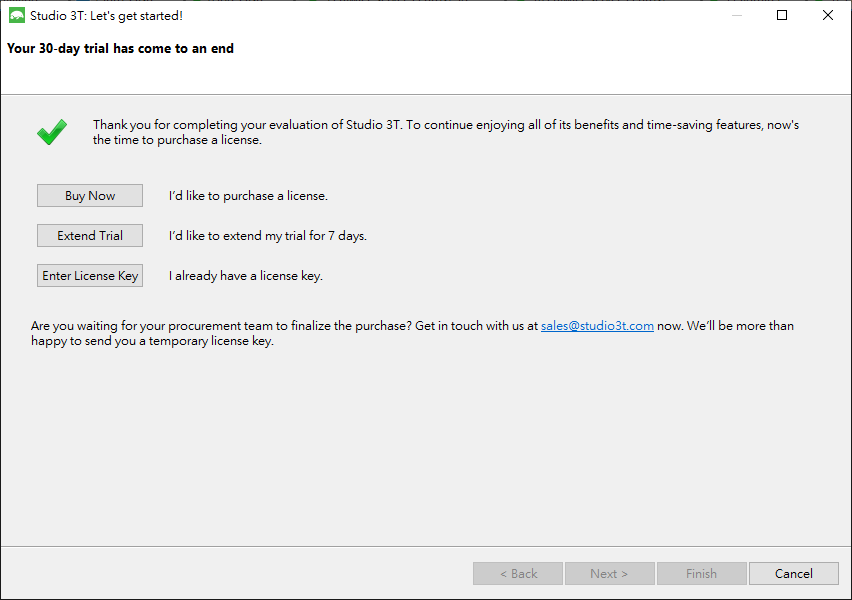 Studio 3T: Let's get started!
Your 30-day trial has come to an end
Thank you for completing your evaluation of Studio 3T. To continue enjoying all of its benefits and time-saving features, now's
the time to purchase a license.
Buy Now I'd like to purchase a license.
Extend Trial I'd like to extend my trial for 7 days.
Enter License Key I already have a license key.
Are you waiting for your procurement team to finalize the purchase? Get in touch with us at sales@studio3t.com now. We'll be more than
happy to send you a temporary license key.
< Back Next > Finish Cancel